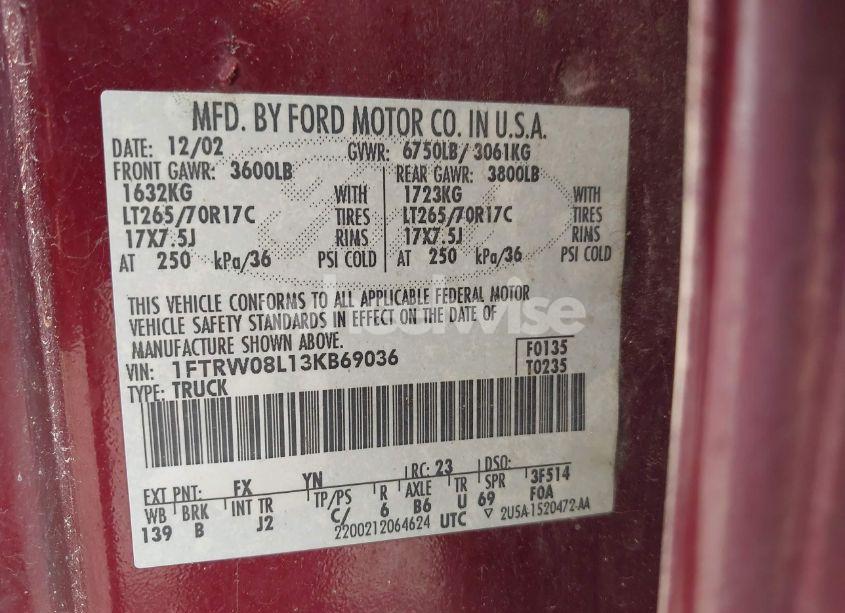 MFD. BY FORD MOTOR CO. IN U.S.A.
DATE: 12/02 GVWR: 6750LB/ 3061KG
FRONT GAWR: 3600LB REAR GAWR: 3800LB
1632KG WITH 1723KG WITH
LT265/70R17C TIRES LT265/70R17C TIRES
17X7.5J RIMS 17X7.5J RIMS
AT 250 kPa/36 PSI COLD AT 250 kPa/36 PSI COLD
THIS VEHICLE CONFORMS TO ALL APPLICABLE FEDERAL MOTOR
VEHICLE SAFETY STANDARDS IN EFFECT ON THE DATE OF
MANUFACTURE SHOWN ABOVE.
VIN: 1FTRW08L13KB69036 F0135
TYPE: TRUCK T0235
EXT PNT: FX YN RC: 23 DSO: 3F514
WB BRK INT TR TP/PS R AXLE TR SPR F0A
139 B J2 C/ 6 B6 U 69
2200212064624 UTC ▽ 2U5A-1520472-AA